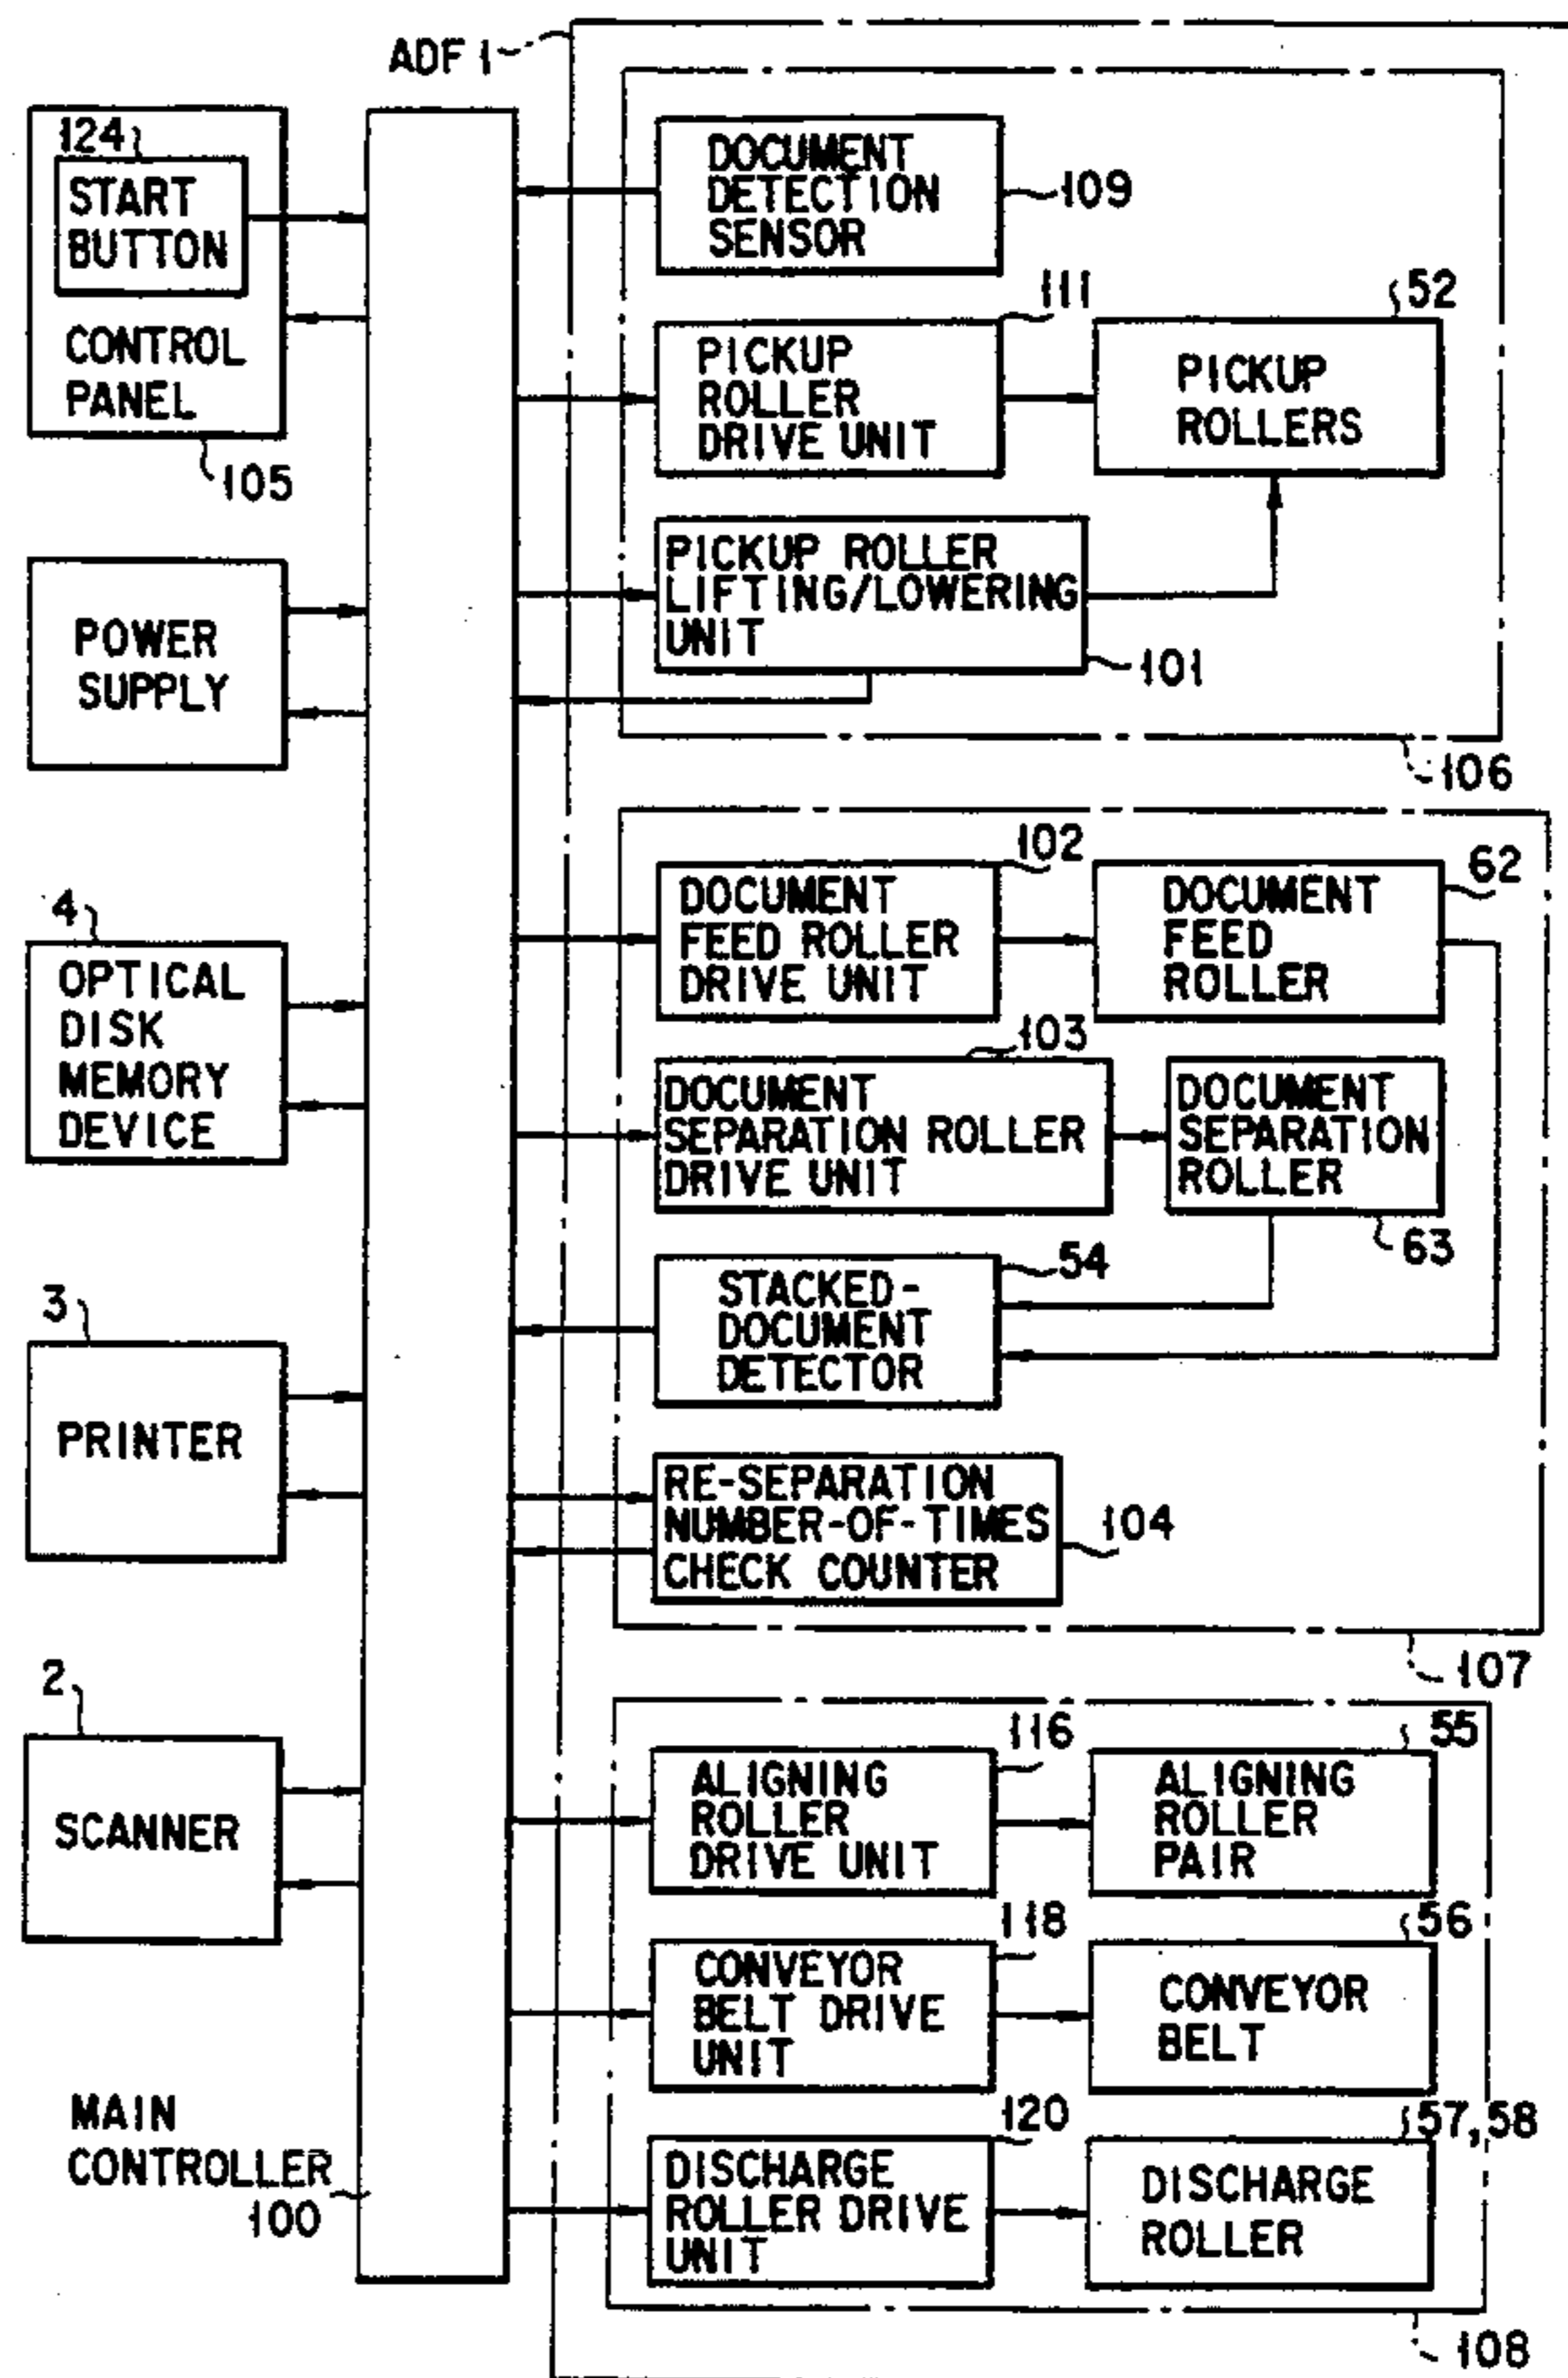 ADF 1
124
START
BUTTON
CONTROL
PANEL
105
POWER
SUPPLY
4
OPTICAL
DISK
MEMORY
DEVICE
3
PRINTER
2
SCANNER
MAIN
CONTROLLER
100
DOCUMENT
DETECTION
SENSOR
109
111
PICKUP
ROLLER
DRIVE UNIT
52
PICKUP
ROLLERS
PICKUP ROLLER
LIFTING/LOWERING
UNIT
101
106
102
DOCUMENT
FEED ROLLER
DRIVE UNIT
62
DOCUMENT
FEED
ROLLER
103
DOCUMENT
SEPARATION ROLLER
DRIVE UNIT
DOCUMENT
SEPARATION
ROLLER
63
54
STACKED-
DOCUMENT
DETECTOR
RE-SEPARATION
NUMBER-OF-TIMES
CHECK COUNTER
104
107
116
ALIGNING
ROLLER
DRIVE UNIT
55
ALIGNING
ROLLER
PAIR
118
CONVEYOR
BELT DRIVE
UNIT
56
CONVEYOR
BELT
120
DISCHARGE
ROLLER DRIVE
UNIT
57,58
DISCHARGE
ROLLER
108